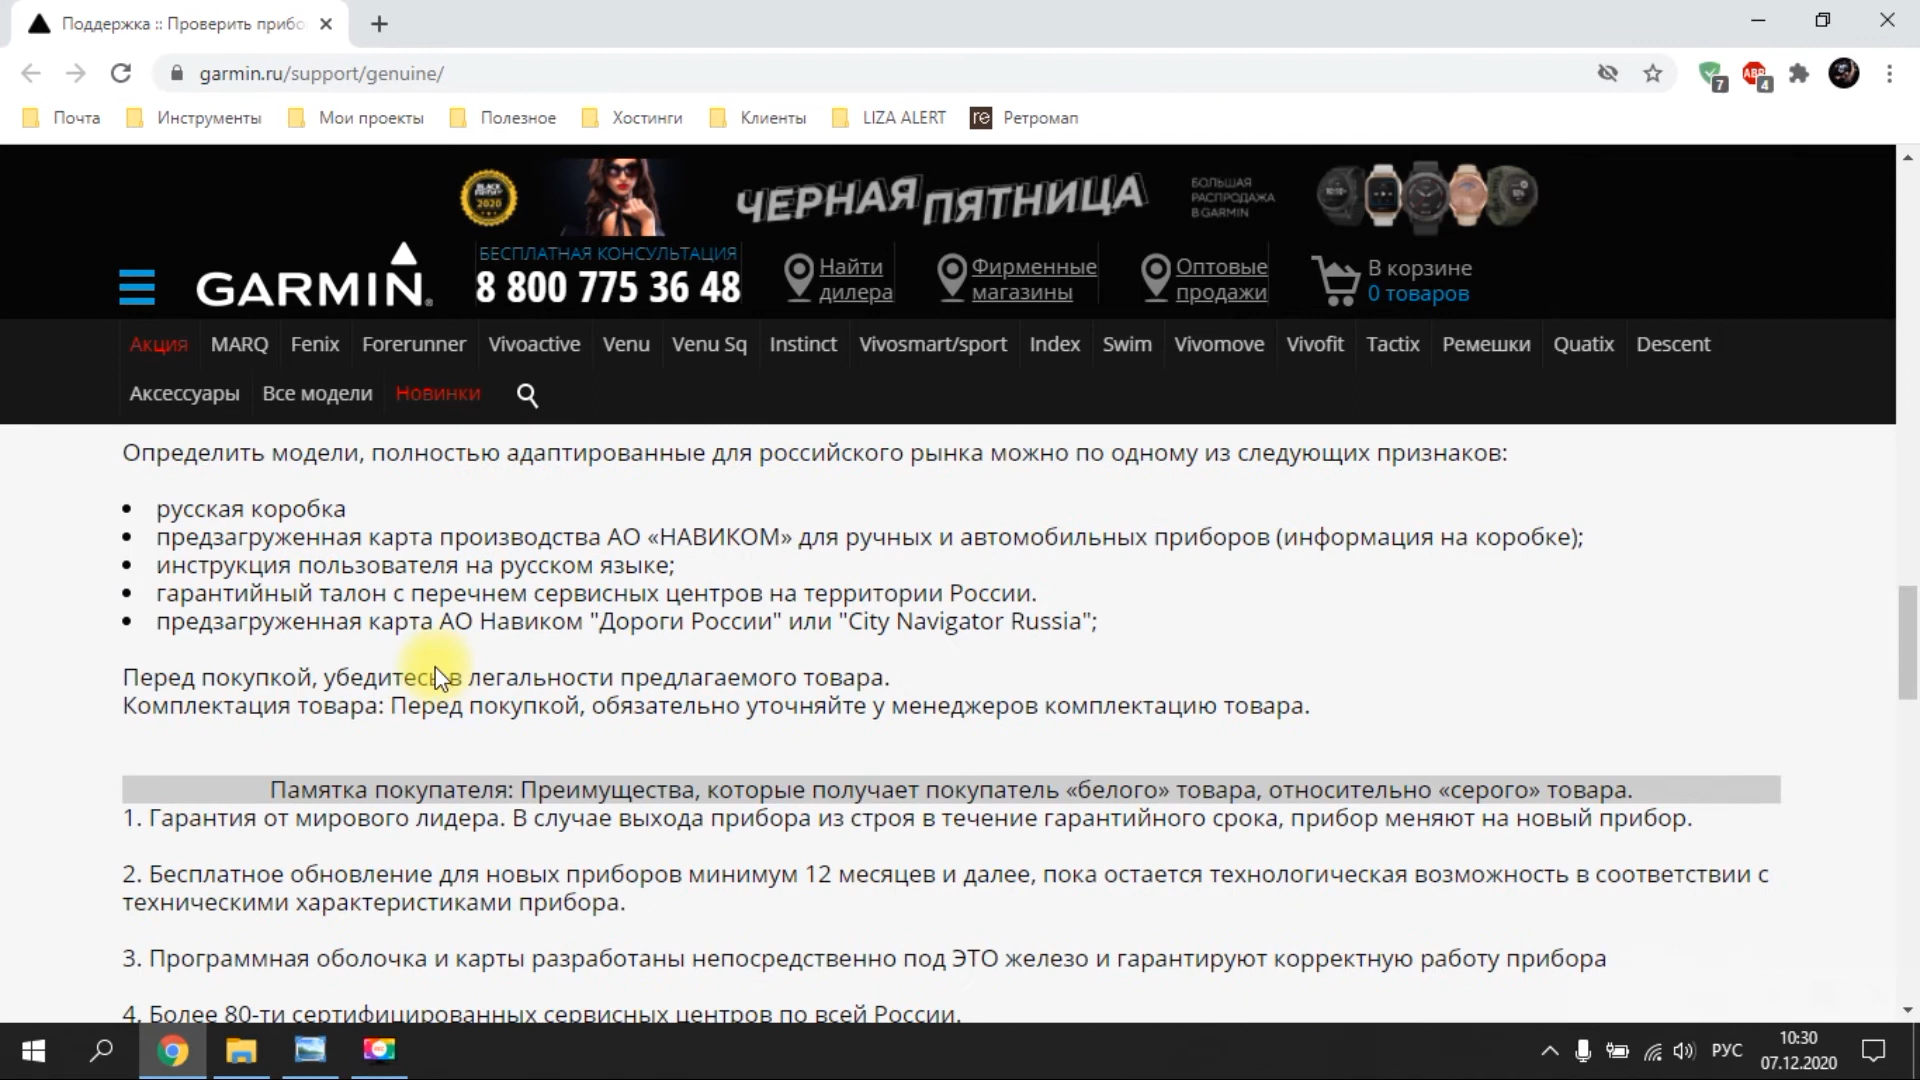 Поддержка :: Проверить прибо
garmin.ru/support/genuine/
7
ABP
4
Почта
Инструменты
Мои проекты
Полезное
Хостинги
Клиенты
LIZA ALERT
re
Ретромап
BLACK
2020
ЧЕРНАЯ ПЯТНИЦА
БОЛЬШАЯ
РАСПРОДАЖА
В GARMIN
GARMIN
БЕСПЛАТНАЯ КОНСУЛЬТАЦИЯ
8 800 775 36 48
Найти
дилера
Фирменные
магазины
Оптовые
продажи
В корзине
0 товаров
Акция MARQ Fenix Forerunner Vivoactive Venu Venu Sq Instinct Vivosmart/sport Index Swim Vivomove Vivofit Tactix Ремешки Quatix Descent
Аксессуары Все модели Новинки
Определить модели, полностью адаптированные для российского рынка можно по одному из следующих признаков:
• русская коробка
• предзагруженная карта производства АО «НАВИКОМ» для ручных и автомобильных приборов (информация на коробке);
• инструкция пользователя на русском языке;
• гарантийный талон с перечнем сервисных центров на территории России.
• предзагруженная карта АО Навиком "Дороги России" или "City Navigator Russia";
Перед покупкой, убедитесь в легальности предлагаемого товара.
Комплектация товара: Перед покупкой, обязательно уточняйте у менеджеров комплектацию товара.
Памятка покупателя: Преимущества, которые получает покупатель «белого» товара, относительно «серого» товара.
1. Гарантия от мирового лидера. В случае выхода прибора из строя в течение гарантийного срока, прибор меняют на новый прибор.
2. Бесплатное обновление для новых приборов минимум 12 месяцев и далее, пока остается технологическая возможность в соответствии с
техническими характеристиками прибора.
3. Программная оболочка и карты разработаны непосредственно под ЭТО железо и гарантируют корректную работу прибора
4. Более 80-ти сертифицированных сервисных центров по всей России.
РУС
10:30
07.12.2020